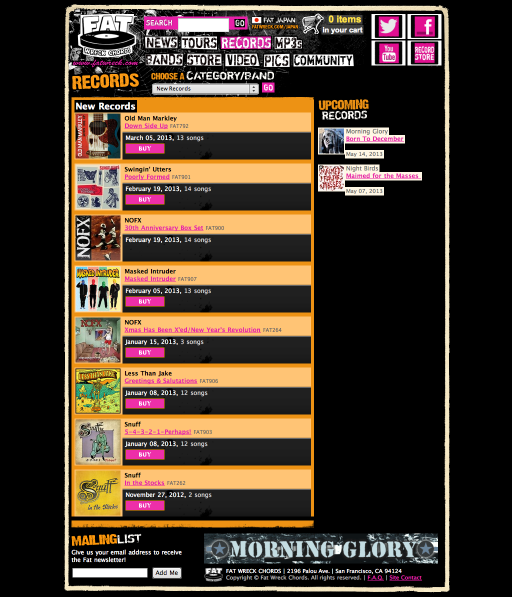 SEARCH GO
FAT JAPAN
FATWRECK.COM/JAPAN
0 items
in your cart
FAT
WRECK CHORDS
www.fatwreck.com
NEWS TOURS RECORDS MP3s
BANDS STORE VIDEO PICS COMMUNITY
You Tube
RECORD STORE
RECORDS
CHOOSE A CATEGORY/BAND
New Records GO
New Records
Old Man Markley
Down Side Up FAT792
March 05, 2013, 13 songs
BUY
Swingin' Utters
Poorly Formed FAT901
February 19, 2013, 14 songs
BUY
NOFX
NOFX
30th Anniversary Box Set FAT900
February 19, 2013, 14 songs
Masked Intruder
Masked Intruder FAT907
February 05, 2013, 13 songs
BUY
NOFX
Xmas Has Been X'ed/New Year's Revolution FAT264
January 15, 2013, 3 songs
BUY
Less Than Jake
Greetings & Salutations FAT908
January 08, 2013, 12 songs
BUY
Snuff
5-4-3-2-1-Perhaps! FAT903
January 08, 2013, 12 songs
BUY
Snuff
in the Stocks
Snuff
In the Stocks FAT262
November 27, 2012, 2 songs
BUY
UPCOMING
RECORDS
Morning Glory
Born To December
May 14, 2013
Night Birds
Maimed for the Masses
May 07, 2013
MAILINGLIST
Give us your email address to receive
the Fat newsletter!
Add Me
MORNING GLORY
FAT WRECK CHORDS | 2196 Palou Ave. | San Francisco, CA 94124
Copyright © Fat Wreck Chords. All rights reserved. | F.A.Q. | Site Contact